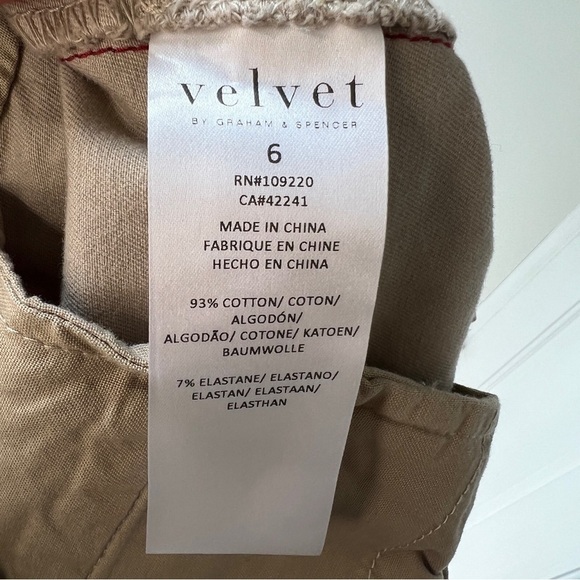 velvet
BY GRAHAM & SPENCER
6
RN#109220
CA#42241
MADE IN CHINA
FABRIQUE EN CHINE
HECHO EN CHINA
93% COTTON/ COTON/
ALGODÓN/
ALGODÃO/ COTONE/ KATOEN/
BAUMWOLLE
7% ELASTANE/ ELASTANO/
ELASTAN/ ELASTAAN/
ELASTHAN